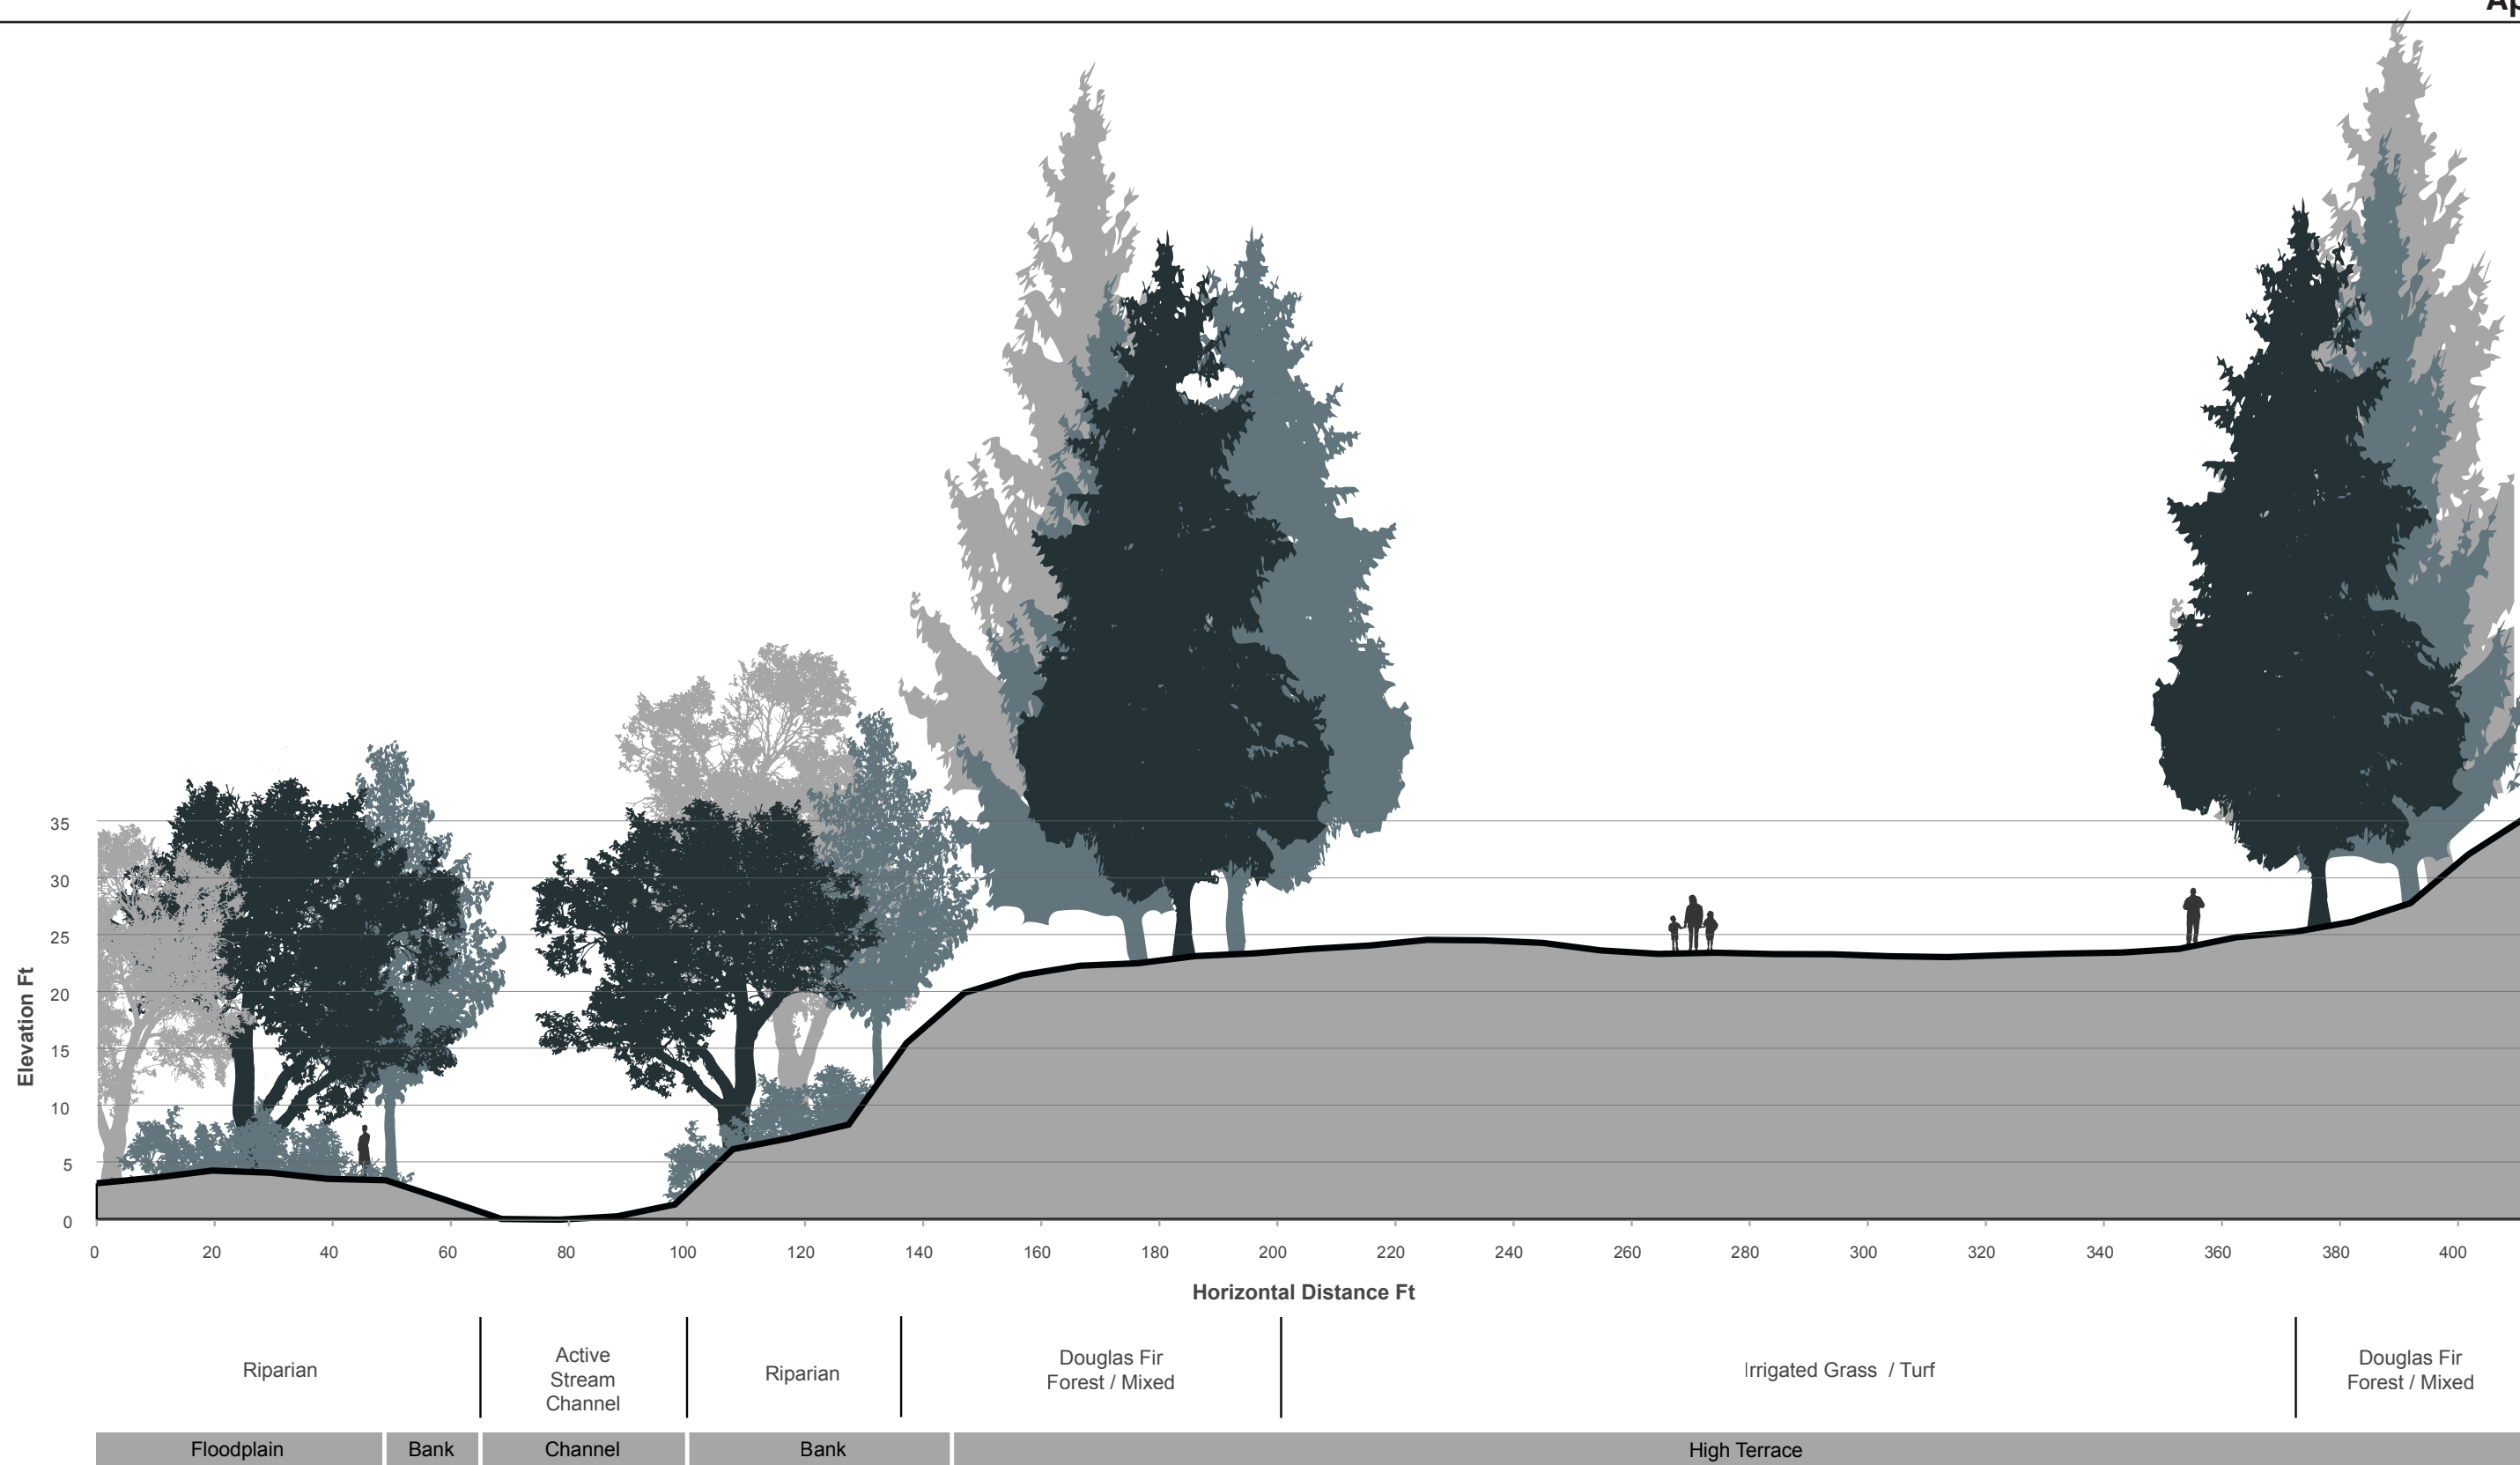 35
30
25
20
15
10
5
0
Elevation Ft
0 20 40 60 80 100 120 140 160 180 200 220 240 260 280 300 320 340 360 380 400
Horizontal Distance Ft
Riparian
Active
Stream
Channel
Riparian
Douglas Fir
Forest / Mixed
Irrigated Grass / Turf
Douglas Fir
Forest / Mixed
Floodplain Bank Channel Bank High Terrace